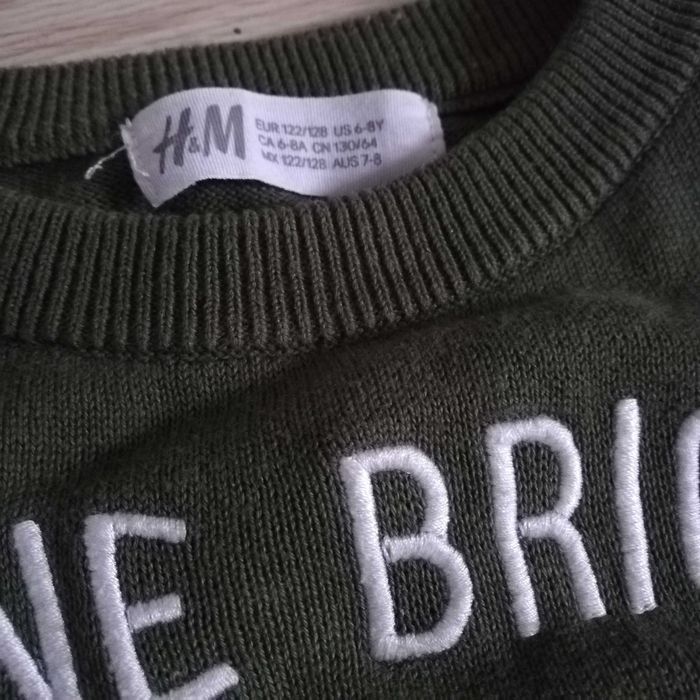 H&M
EUR 122/128 US 6-8Y
CA 6-8A CN 130/64
MX 122/128 AUS 7-8
NE BRIG